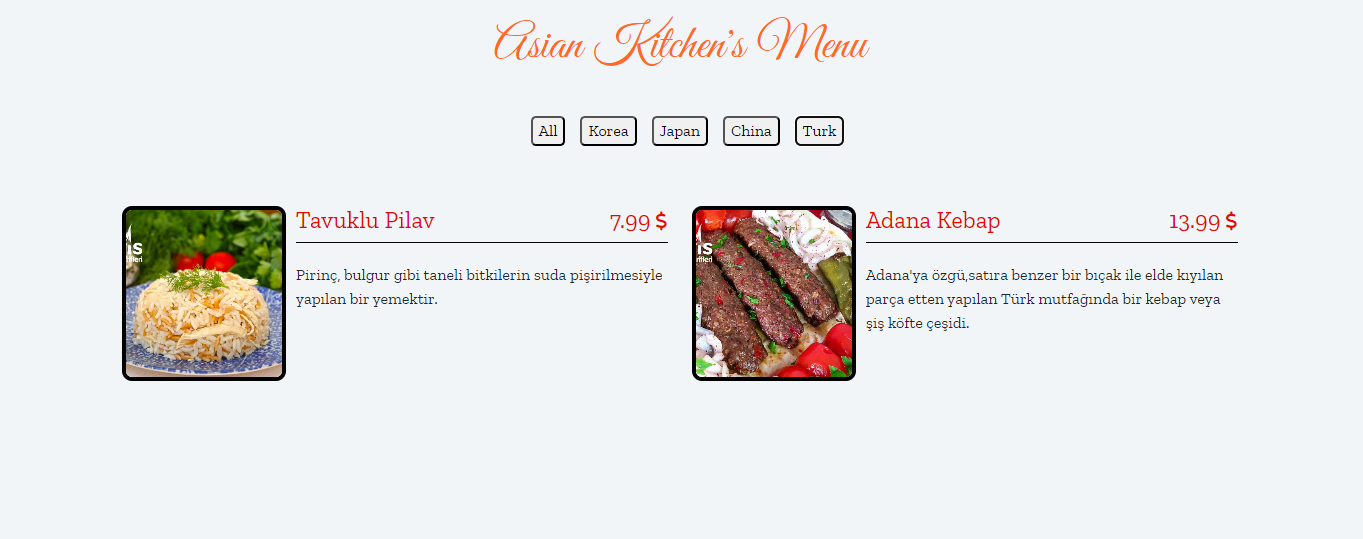 Asian Kitchen's Menu
All Korea Japan China Turk
Tavuklu Pilav 7.99 $
Pirinç, bulgur gibi taneli bitkilerin suda pişirilmesiyle
yapılan bir yemektir.
Adana Kebap 13.99 $
Adana'ya özgü,satıra benzer bir bıçak ile elde kıyılan
parça etten yapılan Türk mutfağında bir kebap veya
şiş köfte çeşidi.